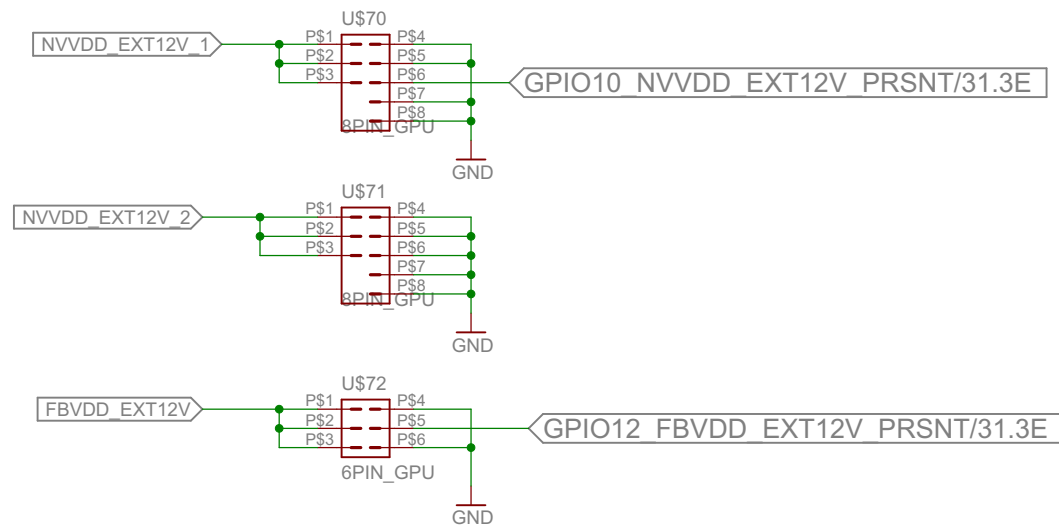 U$70
NVVDD_EXT12V_1
P$1 P$4
P$2 P$5
P$3 P$6
GPIO10_NVVDD_EXT12V_PRSNT/31.3E
P$7
P$8
8PIN_GPU
GND
U$71
NVVDD_EXT12V_2
P$1 P$4
P$2 P$5
P$3 P$6
P$7
P$8
8PIN_GPU
GND
U$72
FBVDD_EXT12V
P$1 P$4
P$2 P$5
GPIO12_FBVDD_EXT12V_PRSNT/31.3E
P$3 P$6
6PIN_GPU
GND